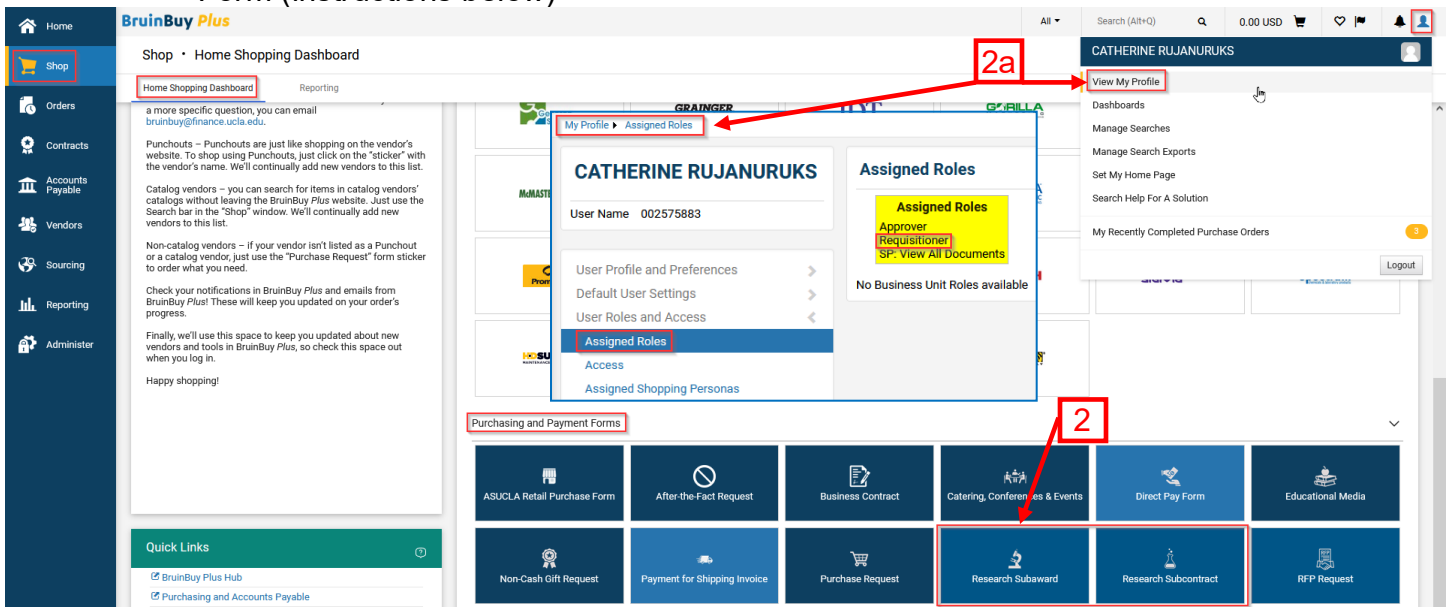 Form (instructions below)
Home
BruinBuy Plus
All
Search (Alt+Q)
0.00 USD
Shop
Shop · Home Shopping Dashboard
2a
CATHERINE RUJANURUKS
Home Shopping Dashboard
Reporting
View My Profile
Dashboards
Manage Searches
Manage Search Exports
Set My Home Page
Search Help For A Solution
My Recently Completed Purchase Orders
3
Logout
Orders
Contracts
Accounts
Payable
Vendors
Sourcing
Reporting
Administer
a more specific question, you can email
bruinbuy@finance.ucla.edu.
Punchouts – Punchouts are just like shopping on the vendor's
website. To shop using Punchouts, just click on the "sticker" with
the vendor's name. We'll continually add new vendors to this list.
Catalog vendors – you can search for items in catalog vendors'
catalogs without leaving the BruinBuy Plus website. Just use the
Search bar in the "Shop" window. We'll continually add new
vendors to this list.
Non-catalog vendors – if your vendor isn't listed as a Punchout
or a catalog vendor, just use the "Purchase Request" form sticker
to order what you need.
Check your notifications in BruinBuy Plus and emails from
BruinBuy Plus! These will keep you updated on your order's
progress.
Finally, we'll use this space to keep you updated about new
vendors and tools in BruinBuy Plus, so check this space out
when you log in.
Happy shopping!
GRAINGER
McMASTE
Prom
My Profile
Assigned Roles
CATHERINE RUJANURUKS
User Name 002575883
User Profile and Preferences
Default User Settings
User Roles and Access
Assigned Roles
Access
Assigned Shopping Personas
Assigned Roles
Assigned Roles
Approver
Requisitioner
SP: View All Documents
No Business Unit Roles available
Purchasing and Payment Forms
2
ASUCLA Retail Purchase Form
After-the-Fact Request
Business Contract
Catering, Conferences & Events
Direct Pay Form
Educational Media
Non-Cash Gift Request
Payment for Shipping Invoice
Purchase Request
Research Subaward
Research Subcontract
RFP Request
Quick Links
BruinBuy Plus Hub
Purchasing and Accounts Payable